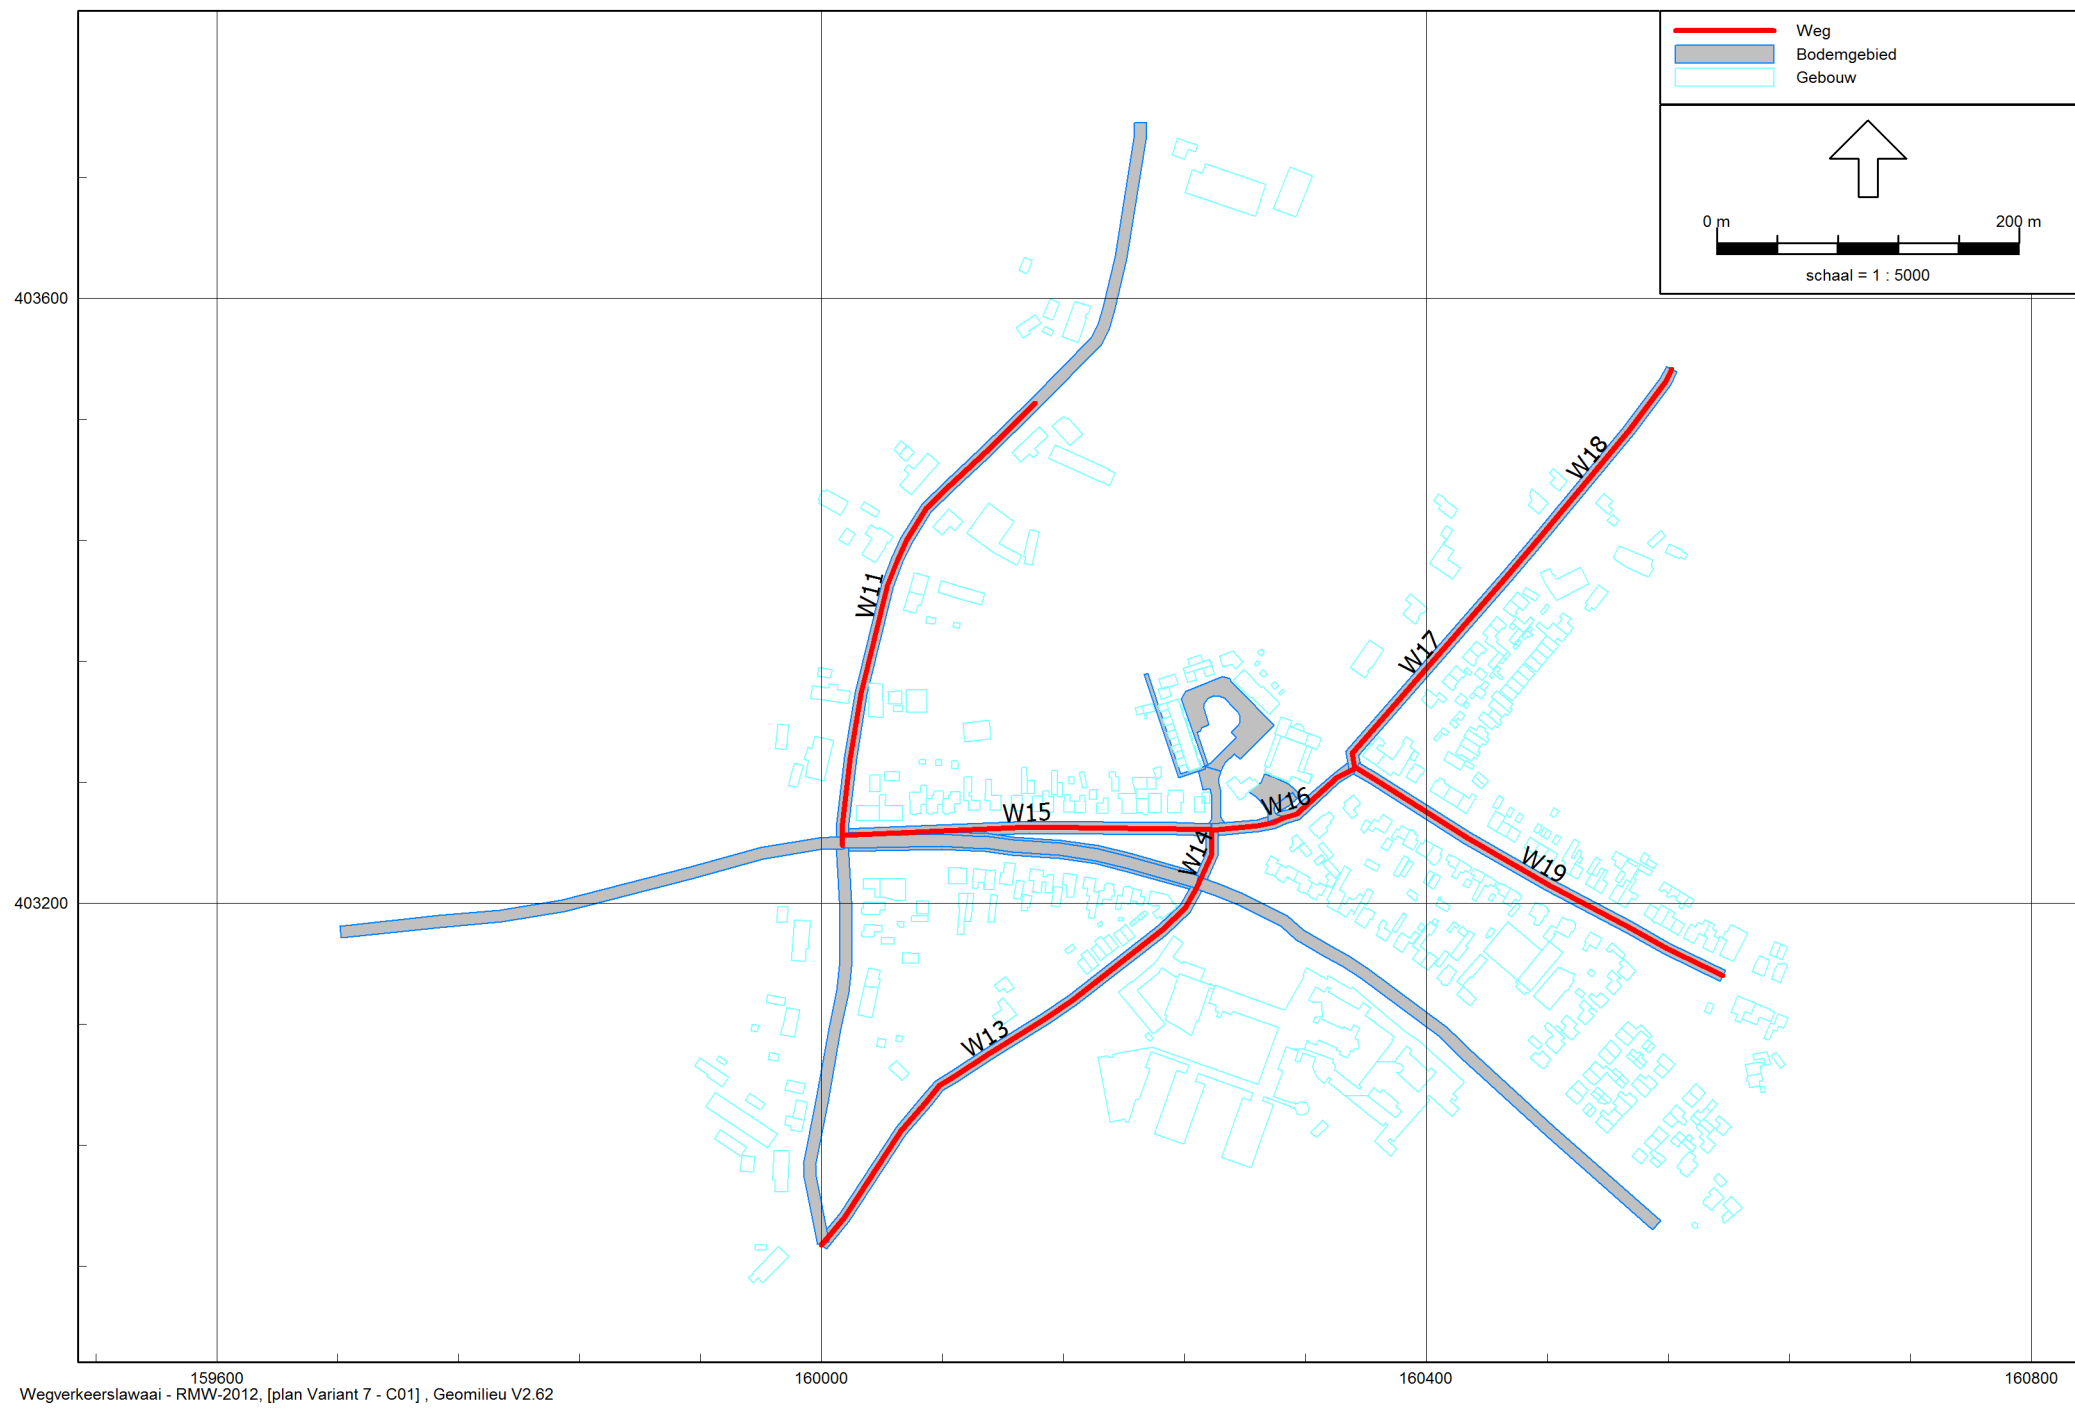 Weg
Bodemgebied
Gebouw
0 m 200 m
schaal = 1 : 5000
403600
W18
W11
W17
W15
W16
W14
W19
403200
W13
159600 160000 160400 160800
Wegverkeerslawaai - RMW-2012, [plan Variant 7 - C01] , Geomilieu V2.62